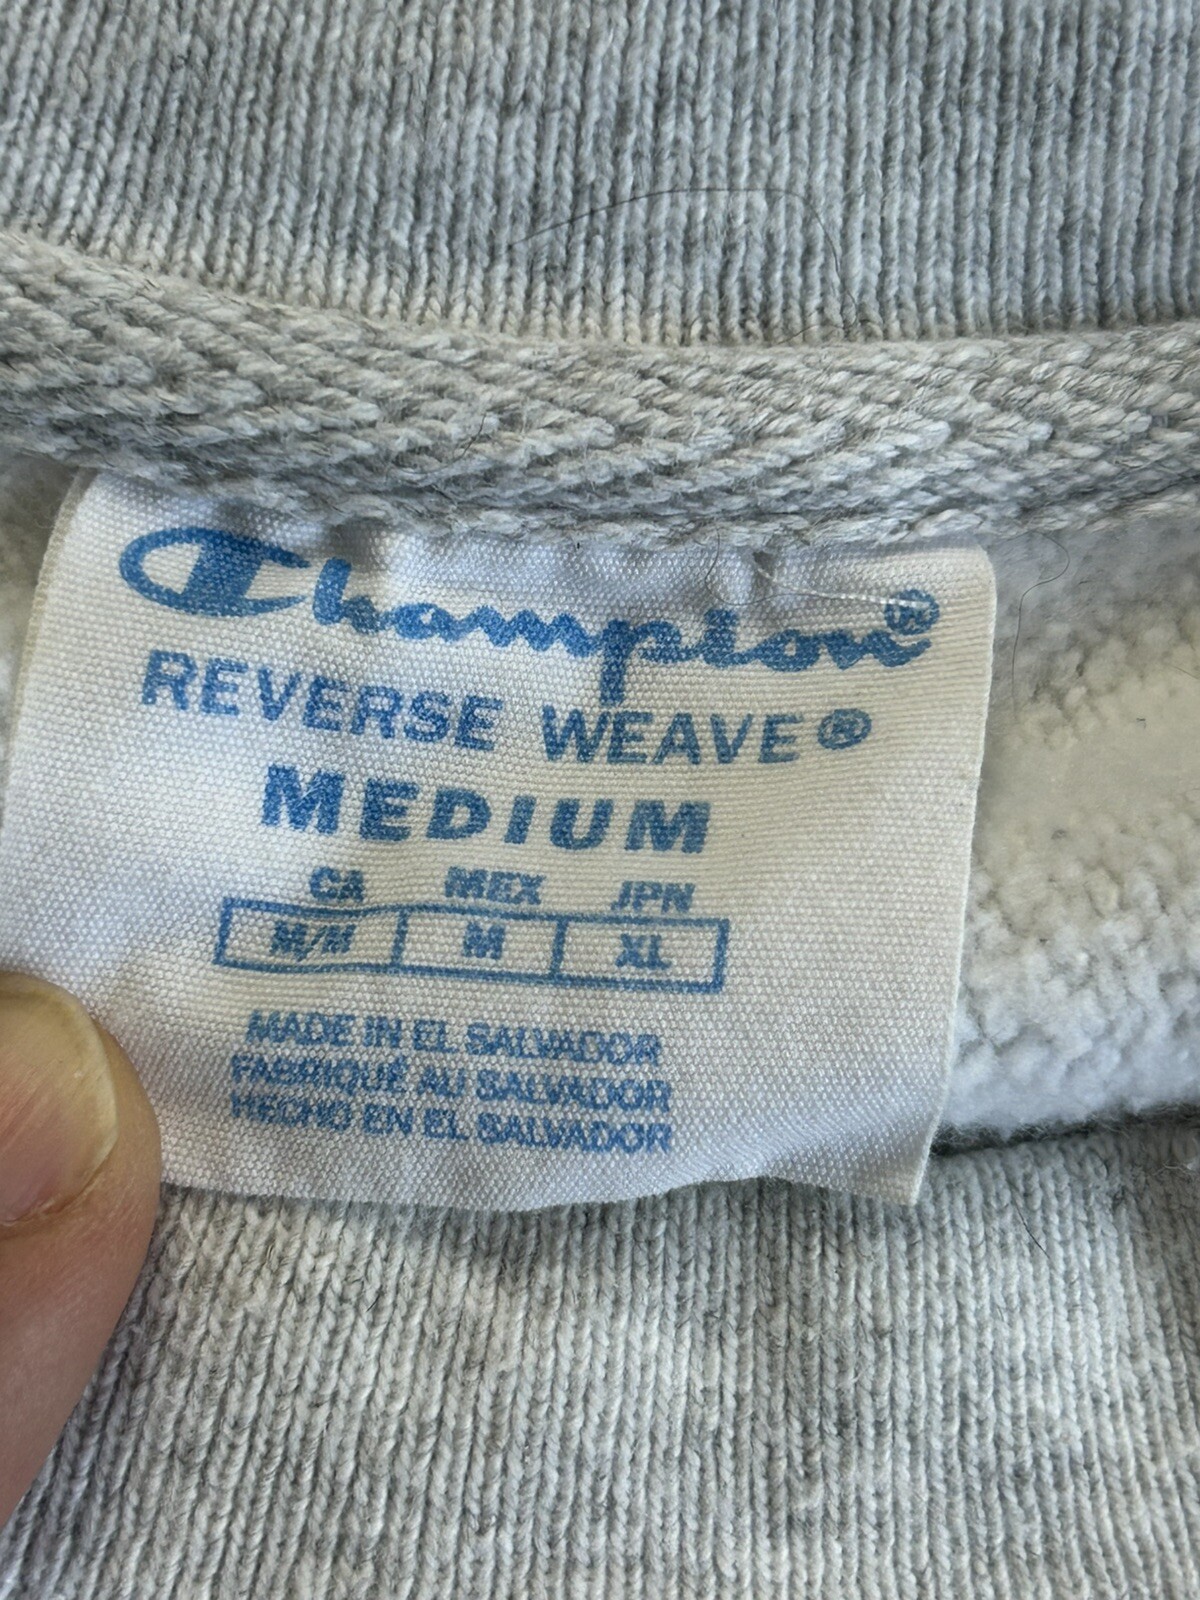 Champion®
REVERSE WEAVE®
MEDIUM
CA MEX JPN
M/M M XL
MADE IN EL SALVADOR
FABRIQUÉ AU SALVADOR
HECHO EN EL SALVADOR